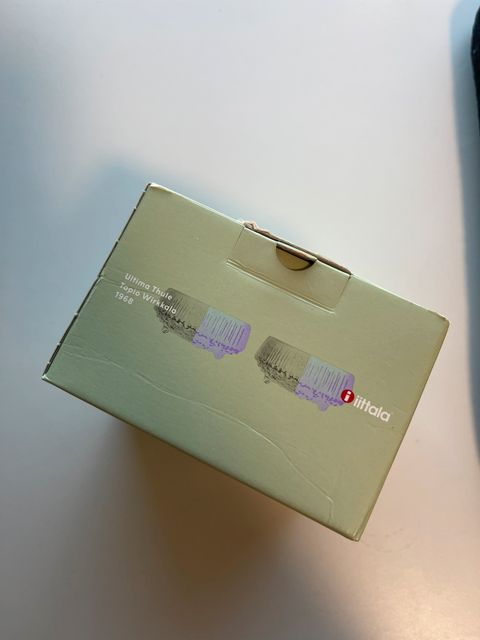 Ultima Thule
Tapio Wirkkala
1968
i iittala